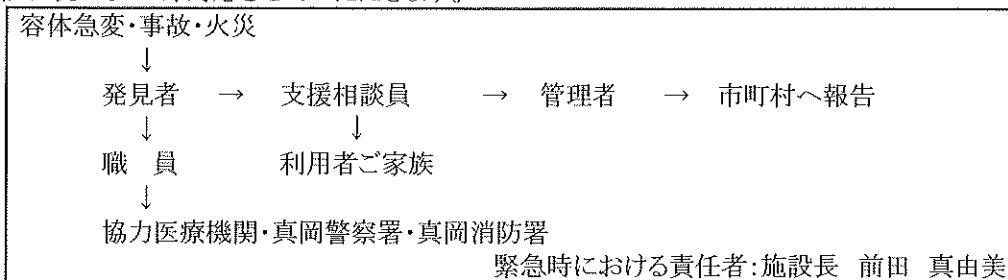 容体急変・事故・火災
↓
発見者 → 支援相談員 → 管理者 → 市町村へ報告
↓ ↓
職 員 利用者ご家族
↓
協力医療機関・真岡警察署・真岡消防署
緊急時における責任者:施設長 前田 真由美